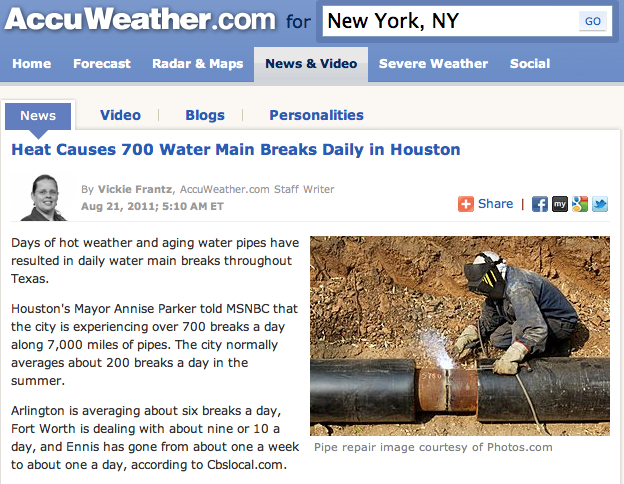 AccuWeather.com for New York, NY GO
Home Forecast Radar & Maps News & Video Severe Weather Social
News Video Blogs Personalities
Heat Causes 700 Water Main Breaks Daily in Houston
By Vickie Frantz, AccuWeather.com Staff Writer
Aug 21, 2011; 5:10 AM ET
Share | f my g t
Days of hot weather and aging water pipes have
resulted in daily water main breaks throughout
Texas.
Houston's Mayor Annise Parker told MSNBC that
the city is experiencing over 700 breaks a day
along 7,000 miles of pipes. The city normally
averages about 200 breaks a day in the
summer.
Arlington is averaging about six breaks a day,
Fort Worth is dealing with about nine or 10 a
day, and Ennis has gone from about one a week
to about one a day, according to Cbslocal.com.
Pipe repair image courtesy of Photos.com